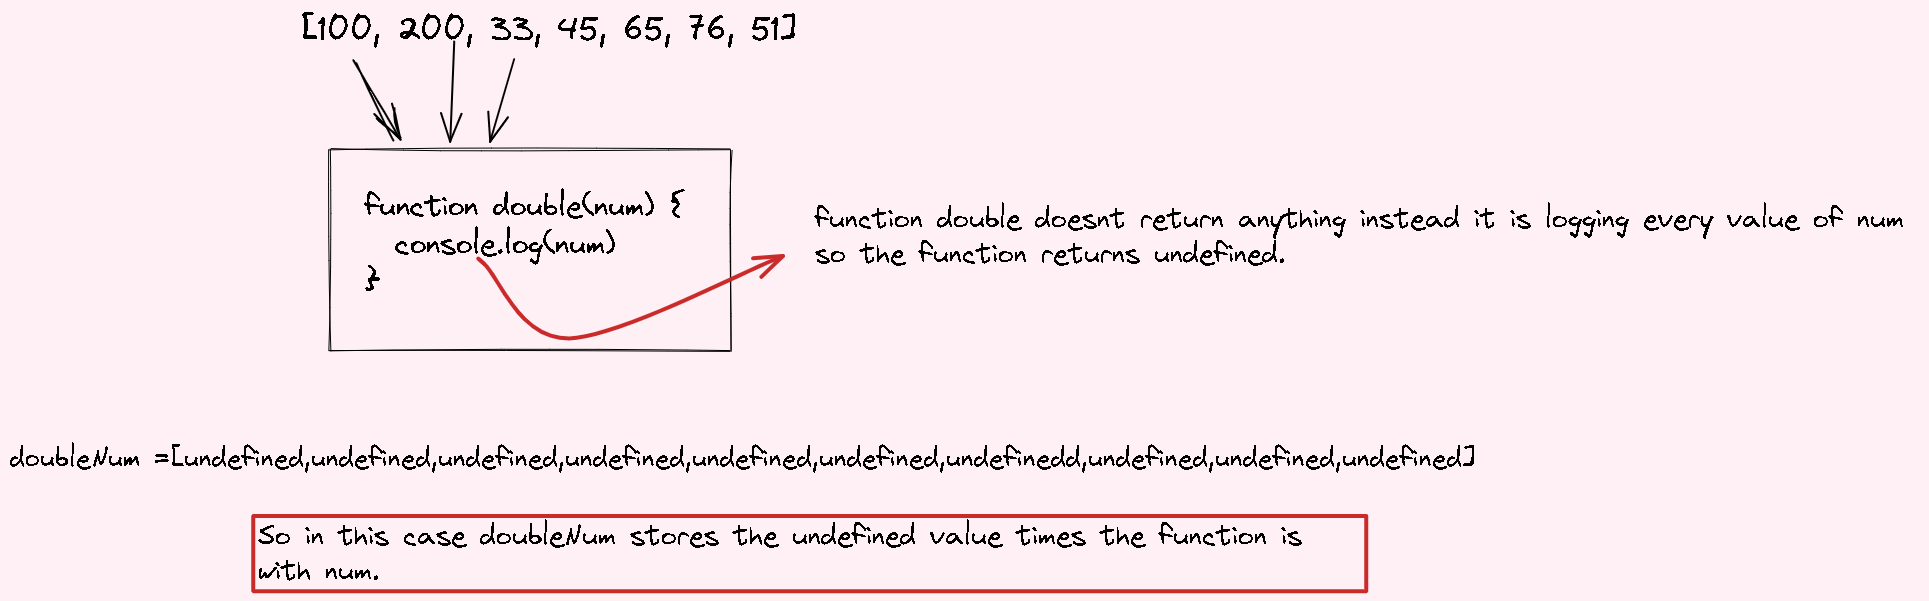 [100, 200, 33, 45, 65, 76, 51]
function double(num) {
console.log(num)
}
function double doesnt return anything instead it is logging every value of num
so the function returns undefined.
doubleNum =[undefined,undefined,undefined,undefined,undefined,undefined,undefinedd,undefined,undefined,undefined]
So in this case doubleNum stores the undefined value times the function is
with num.